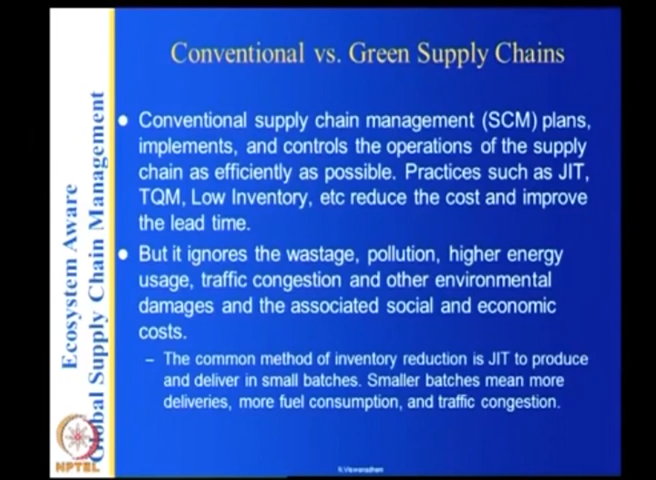 Conventional vs. Green Supply Chains
● Conventional supply chain management (SCM) plans,
implements, and controls the operations of the supply
chain as efficiently as possible. Practices such as JIT,
TQM, Low Inventory, etc reduce the cost and improve
the lead time.
● But it ignores the wastage, pollution, higher energy
usage, traffic congestion and other environmental
damages and the associated social and economic
costs.
– The common method of inventory reduction is JIT to produce
and deliver in small batches. Smaller batches mean more
deliveries, more fuel consumption, and traffic congestion.
Ecosystem Aware
Global Supply Chain Management
NPTEL
N.Viswanadham